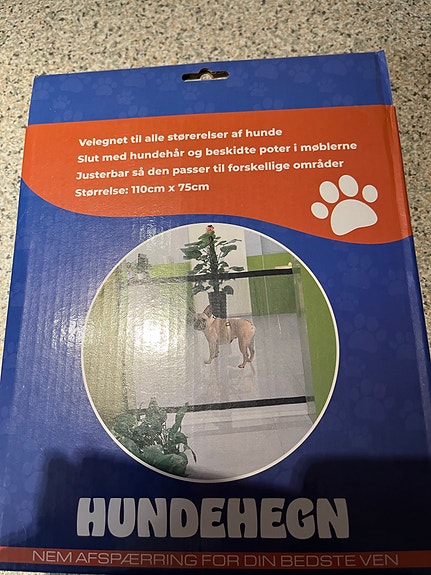 Velegnet til alle størerelser af hunde
Slut med hundehår og beskidte poter i møblerne
Justerbar så den passer til forskellige områder
Størrelse: 110cm x 75cm
HUNDEHEGN
NEM AFSPÆRRING FOR DIN BEDSTE VEN